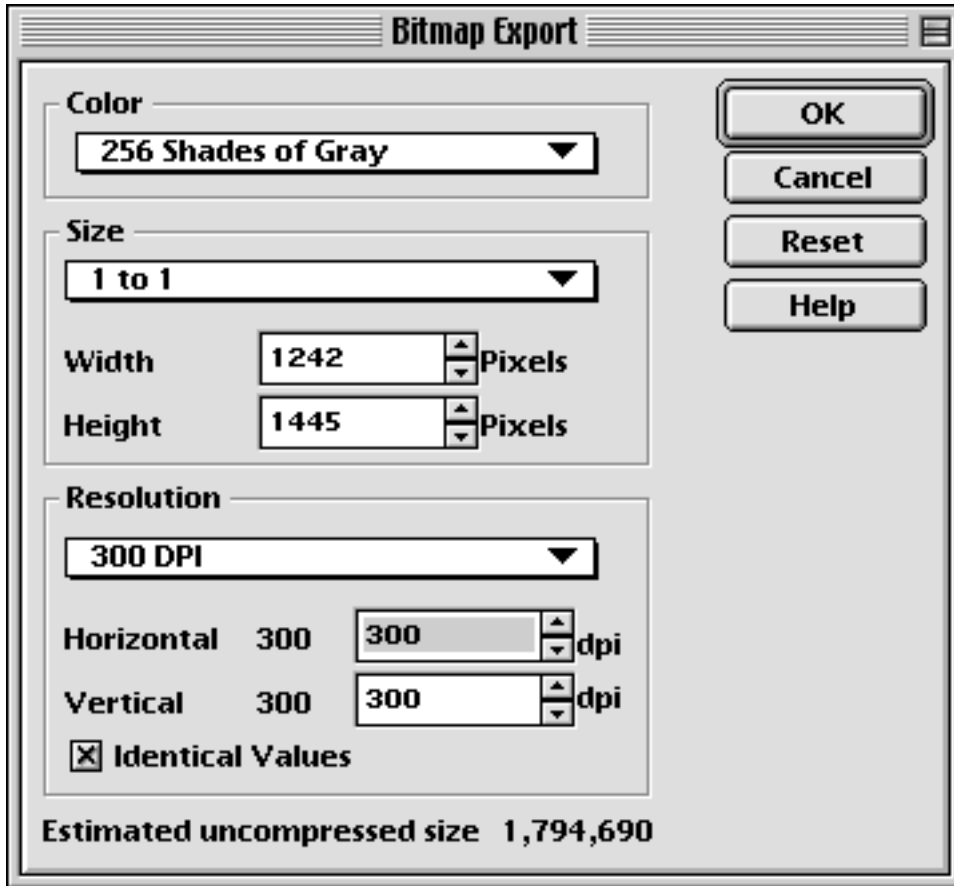 Bitmap Export
Color
256 Shades of Gray
OK
Cancel
Size
Reset
1 to 1
Help
Width 1242 Pixels
Height 1445 Pixels
Resolution
300 DPI
Horizontal 300 300 dpi
Vertical 300 300 dpi
Identical Values
Estimated uncompressed size 1,794,690